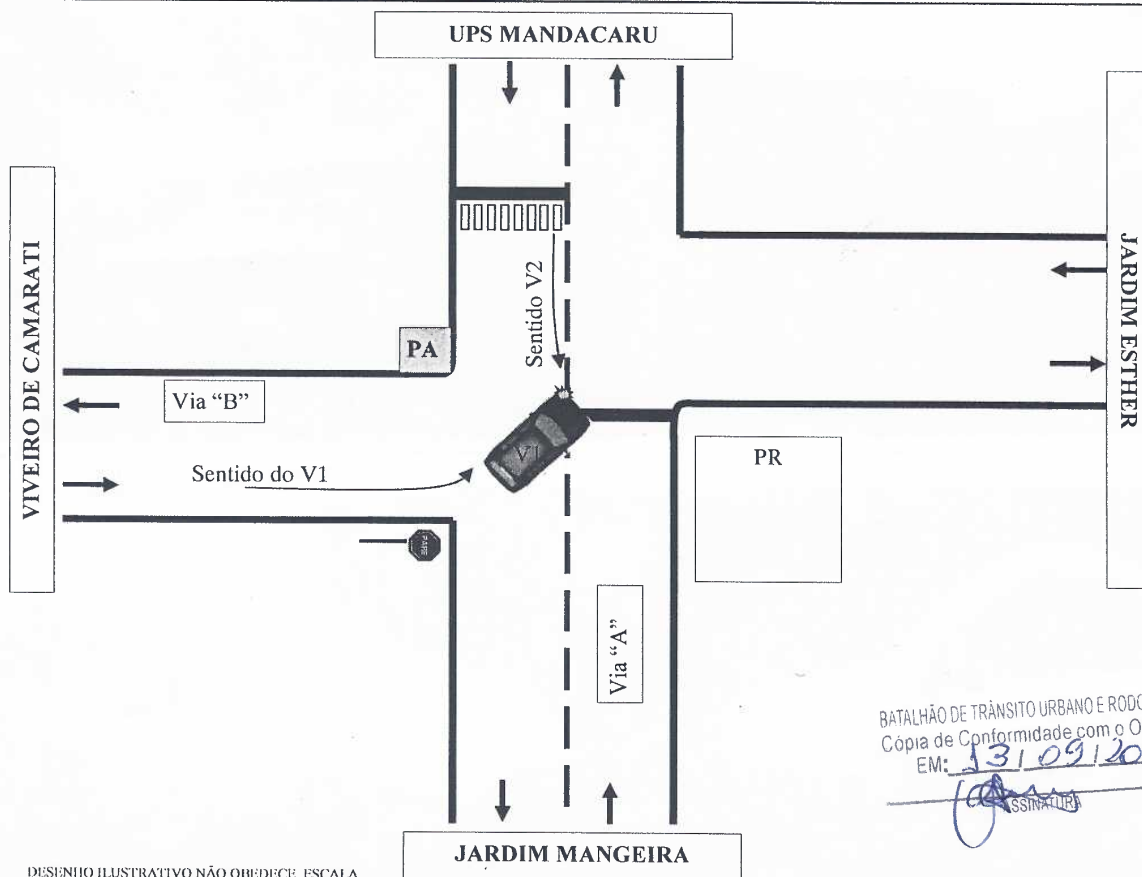 UPS MANDACARU
VIVEIRO DE CAMARATI
JARDIM ESTHER
Sentido V2
PA
Via “B”
V1
Sentido do V1
PR
PARE
Via “A”
BATALHÃO DE TRÂNSITO URBANO E RODO
Cópia de Conformidade com o O
EM: 13/09/20
ASSINATURA
JARDIM MANGEIRA
DESENHO ILUSTRATIVO NÃO OBEDECE ESCALA